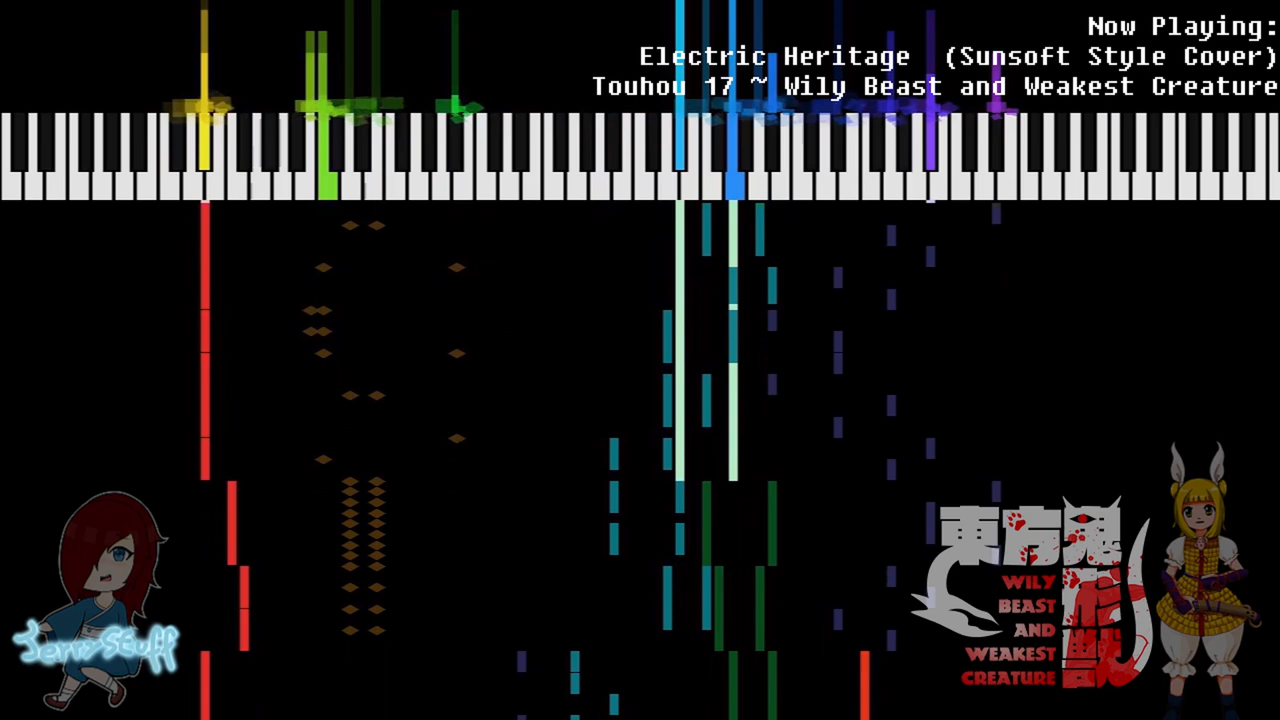 Now Playing:
Electric Heritage (Sunsoft Style Cover)
Touhou 17 ~ Wily Beast and Weakest Creature
東方鬼形獣
WILY
BEAST
AND
WEAKEST
CREATURE
JerryStuff